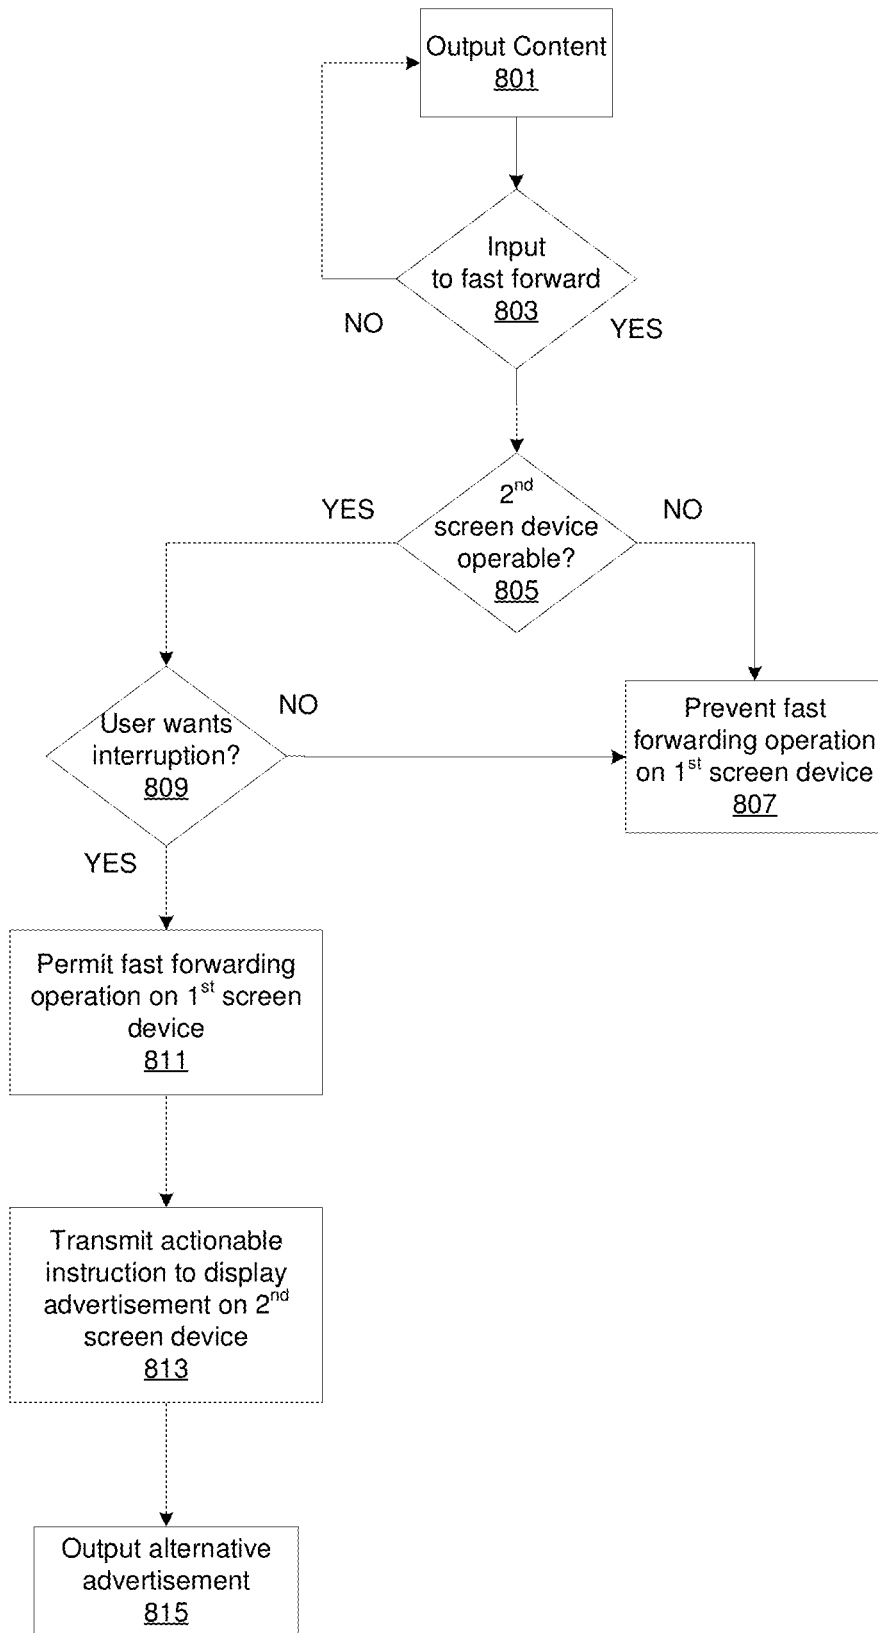 Output Content
801
Input
to fast forward
803
NO
YES
2nd
screen device
operable?
805
YES
NO
User wants
interruption?
809
NO
YES
Prevent fast
forwarding operation
on 1st screen device
807
Permit fast forwarding
operation on 1st screen
device
811
Transmit actionable
instruction to display
advertisement on 2nd
screen device
813
Output alternative
advertisement
815